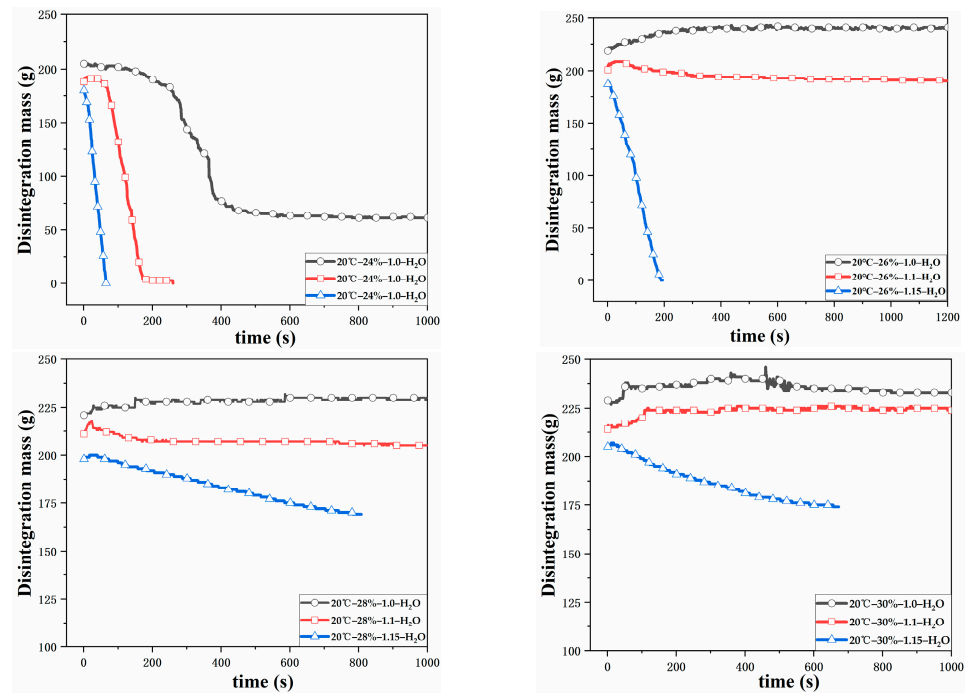 250
200
150
100
50
0
Disintegration mass (g)
20℃-24%-1.0-H₂O
20℃-24%-1.0-H₂O
20℃-24%-1.0-H₂O
0 200 400 600 800 1000
time (s)
250
200
150
100
50
0
Disintegration mass(g)
20℃-26%-1.0-H₂O
20℃-26%-1.1-H₂O
20℃-26%-1.15-H₂O
0 200 400 600 800 1000 1200
time (s)
250
225
200
175
150
125
100
Disintegration mass (g)
20℃-28%-1.0-H₂O
20℃-28%-1.1-H₂O
20℃-28%-1.15-H₂O
0 200 400 600 800 1000
time (s)
250
225
200
175
150
125
100
Disintegration mass(g)
20℃-30%-1.0-H₂O
20℃-30%-1.1-H₂O
20℃-30%-1.15-H₂O
0 200 400 600 800 1000
time (s)